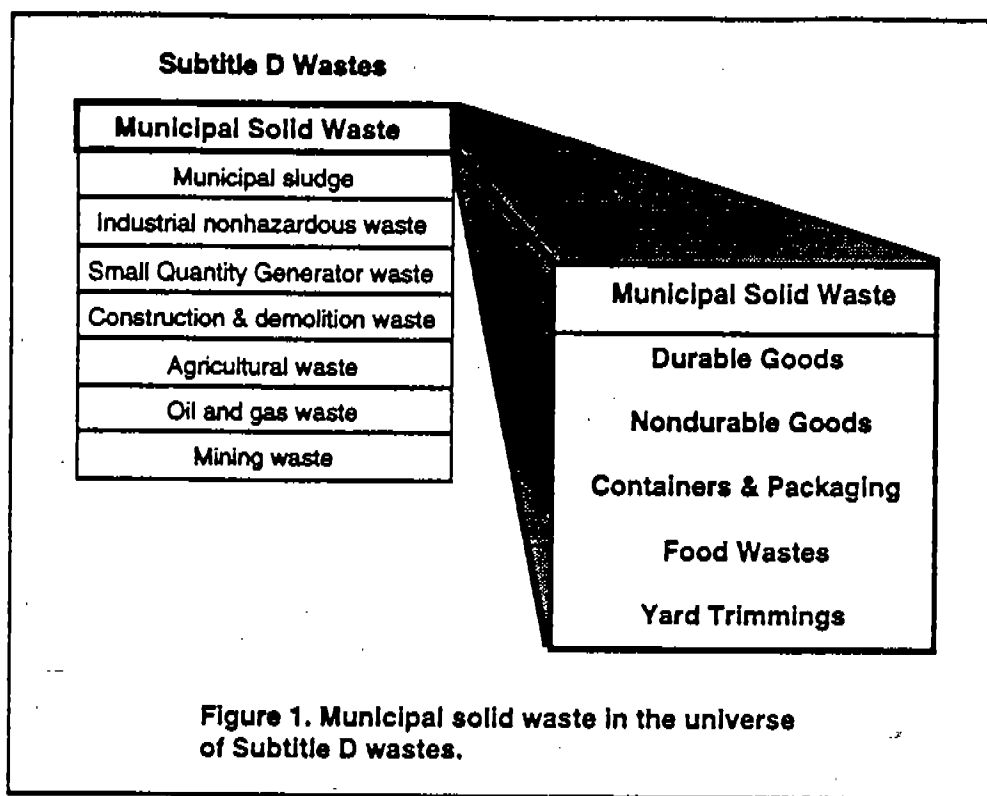 Subtitle D Wastes
Municipal Solid Waste
Municipal sludge
Industrial nonhazardous waste
Small Quantity Generator waste
Construction & demolition waste
Agricultural waste
Oil and gas waste
Mining waste
Municipal Solid Waste
Durable Goods
Nondurable Goods
Containers & Packaging
Food Wastes
Yard Trimmings
Figure 1. Municipal solid waste in the universe
of Subtitle D wastes.